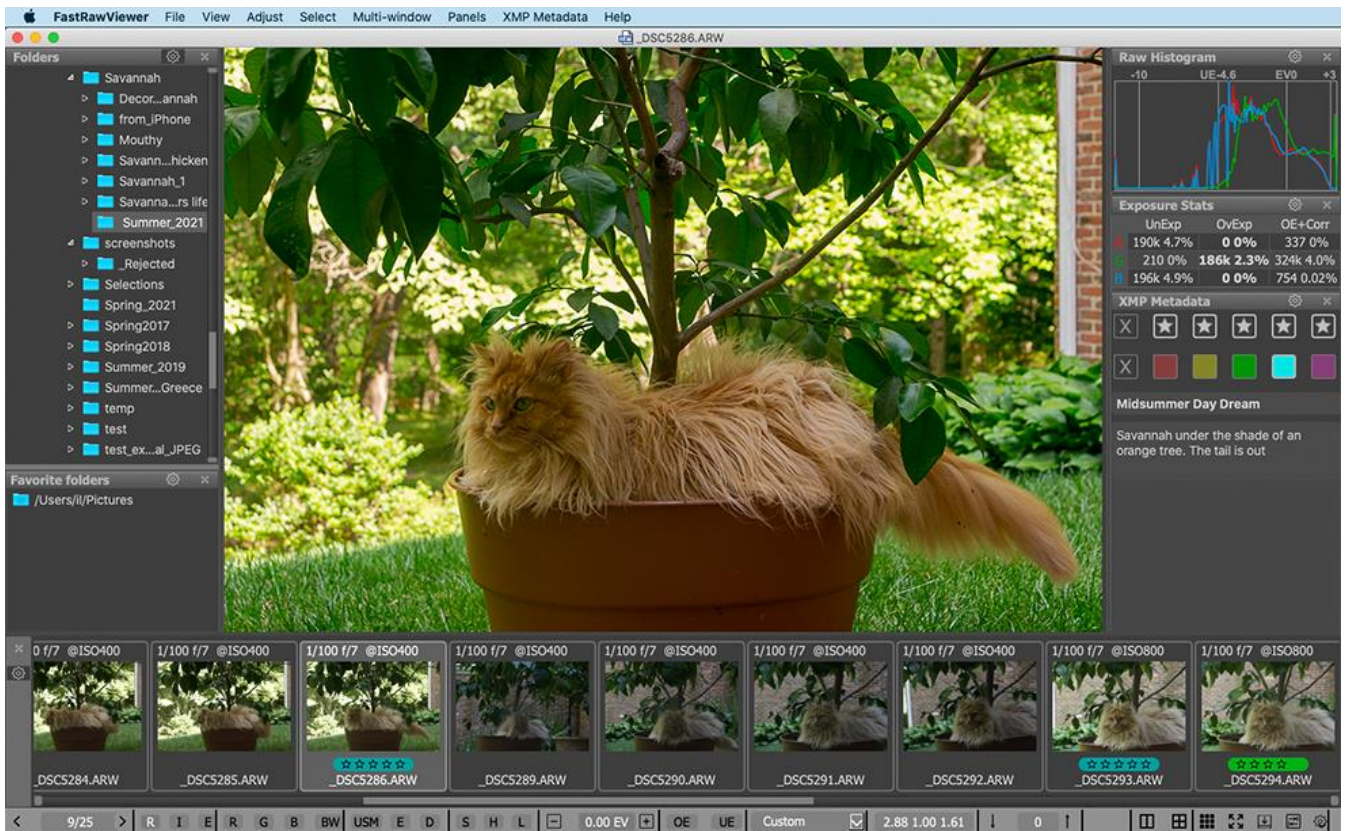 FastRawViewer File View Adjust Select Multi-window Panels XMP Metadata Help
_DSC5286.ARW
Folders
Savannah
Decor...annah
from_iPhone
Mouthy
Savann...hicken
Savannah_1
Savanna...rs life
Summer_2021
screenshots
_Rejected
Selections
Spring_2021
Spring2017
Spring2018
Summer_2019
Summer...Greece
temp
test
test_ex...al_JPEG
Favorite folders
/Users/il/Pictures
Raw Histogram
-10 UE-4.6 EV0 +3
Exposure Stats
UnExp OvExp OE+Corr
R 190k 4.7% 0 0% 337 0%
G 210 0% 186k 2.3% 324k 4.0%
B 196k 4.9% 0 0% 754 0.02%
XMP Metadata
X
X
Midsummer Day Dream
Savannah under the shade of an
orange tree. The tail is out
0 f/7 @ISO400 1/100 f/7 @ISO400 1/100 f/7 @ISO400 1/100 f/7 @ISO400 1/100 f/7 @ISO400 1/100 f/7 @ISO400 1/100 f/7 @ISO400 1/100 f/7 @ISO800 1/100 f/7 @ISO800
_DSC5284.ARW _DSC5285.ARW _DSC5286.ARW _DSC5289.ARW _DSC5290.ARW _DSC5291.ARW _DSC5292.ARW _DSC5293.ARW _DSC5294.ARW
9/25 R I E R G B BW USM E D S H L 0.00 EV OE UE Custom 2.88 1.00 1.61 0